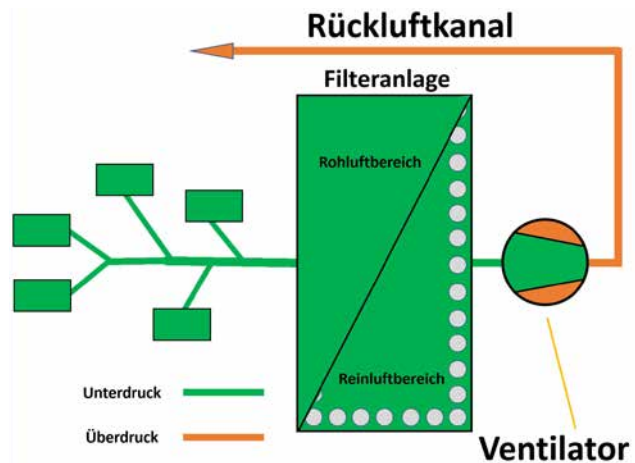 Rückluftkanal
Filteranlage
Rohluftbereich
Reinluftbereich
Unterdruck
Überdruck
Ventilator